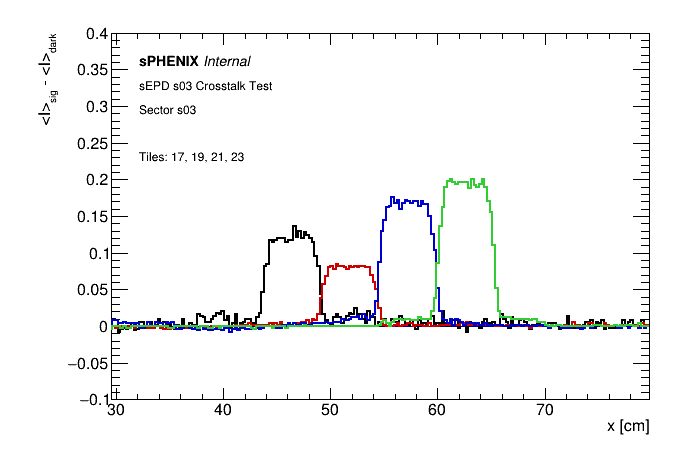 <I>sig - <I>dark
0.4
0.35
0.3
0.25
0.2
0.15
0.1
0.05
0
−0.05
−0.1
sPHENIX Internal
sEPD s03 Crosstalk Test
Sector s03
Tiles: 17, 19, 21, 23
30 40 50 60 70
x [cm]